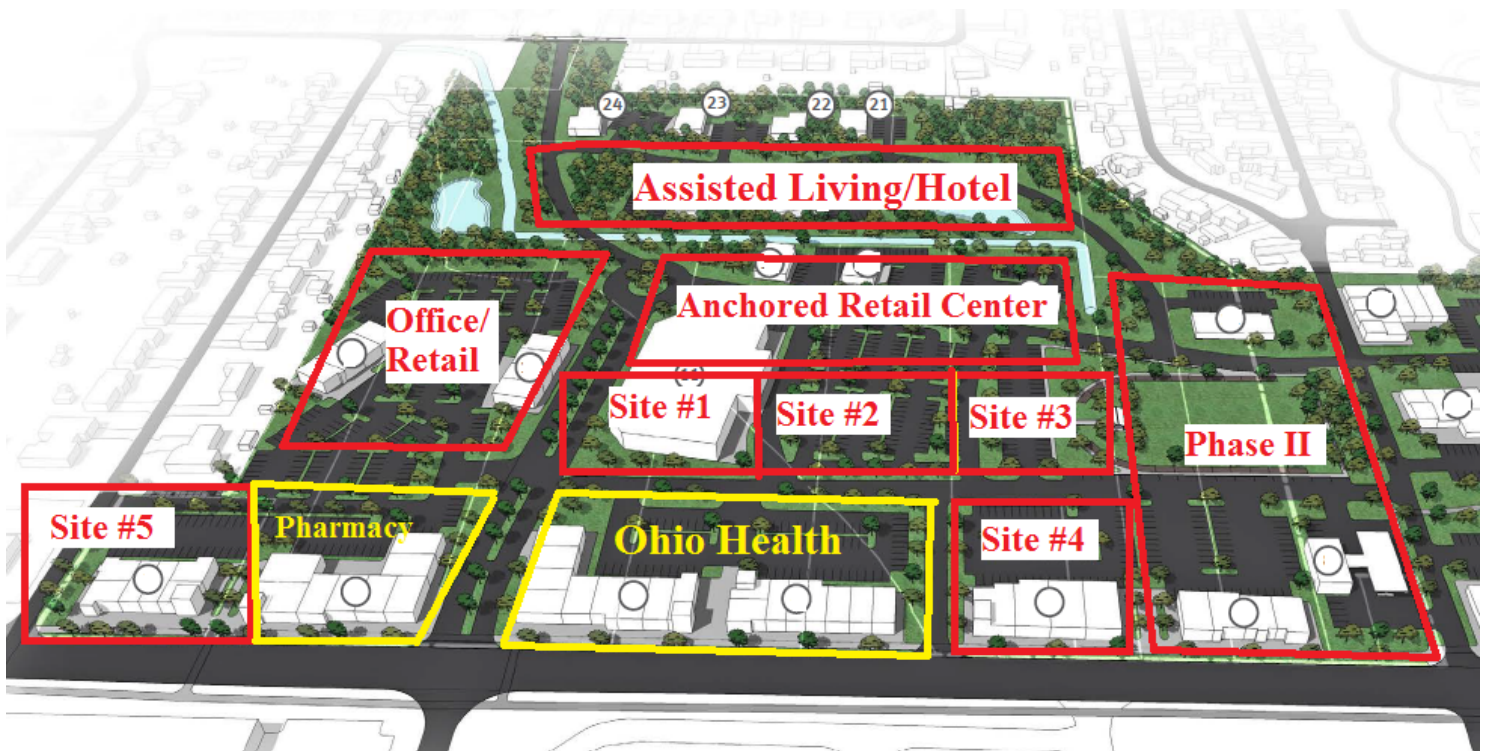 24
23
22
21
Assisted Living/Hotel
Anchored Retail Center
Office/
Retail
Site #1
Site #2
Site #3
Phase II
Site #5
Pharmacy
Ohio Health
Site #4